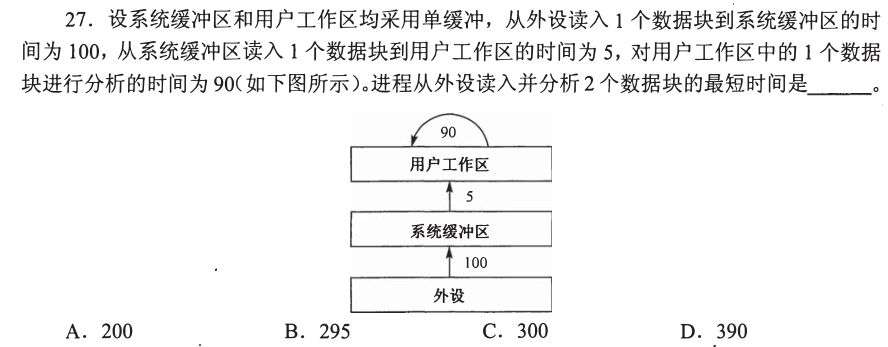 27．设系统缓冲区和用户工作区均采用单缓冲，从外设读入 1 个数据块到系统缓冲区的时
间为 100，从系统缓冲区读入 1 个数据块到用户工作区的时间为 5，对用户工作区中的 1 个数据
块进行分析的时间为 90（如下图所示）。进程从外设读入并分析 2 个数据块的最短时间是______。
90
用户工作区
5
系统缓冲区
100
外设
A．200 B．295 C．300 D．390